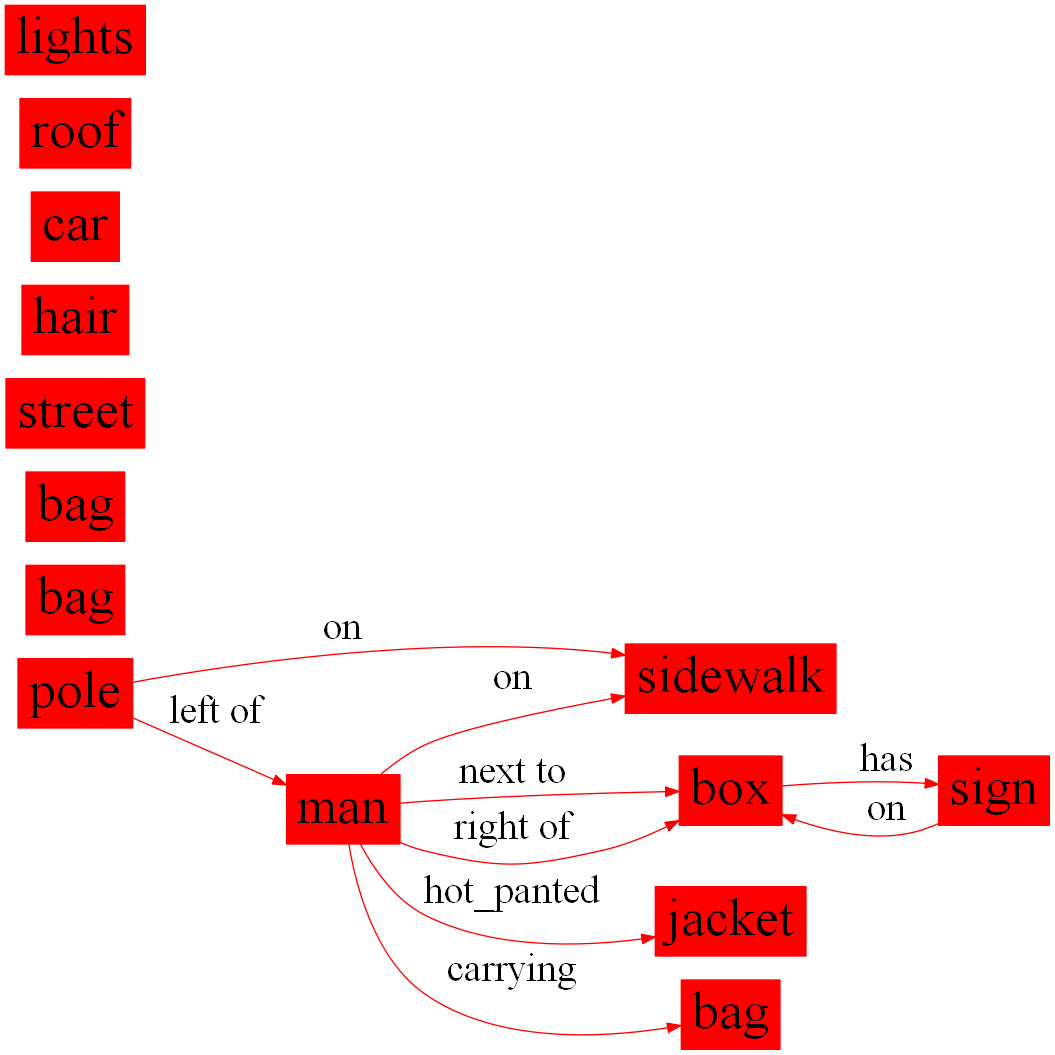 lights
roof
car
hair
street
bag
bag
on
pole
sidewalk
on
left of
next to
has
man
box
sign
right of
on
hot_panted
jacket
carrying
bag